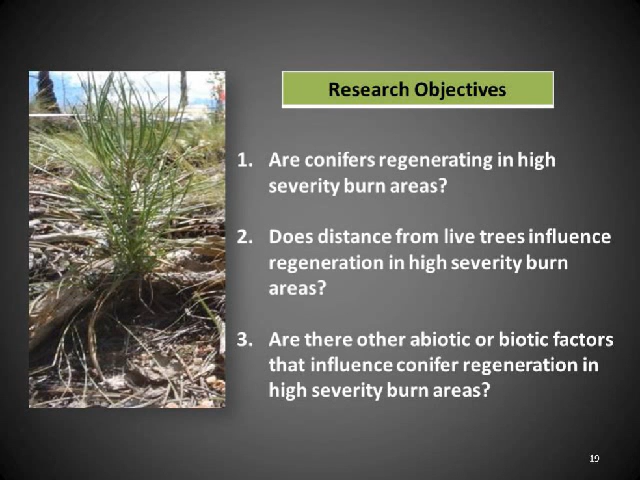 Research Objectives
1. Are conifers regenerating in high
severity burn areas?
2. Does distance from live trees influence
regeneration in high severity burn
areas?
3. Are there other abiotic or biotic factors
that influence conifer regeneration in
high severity burn areas?
19